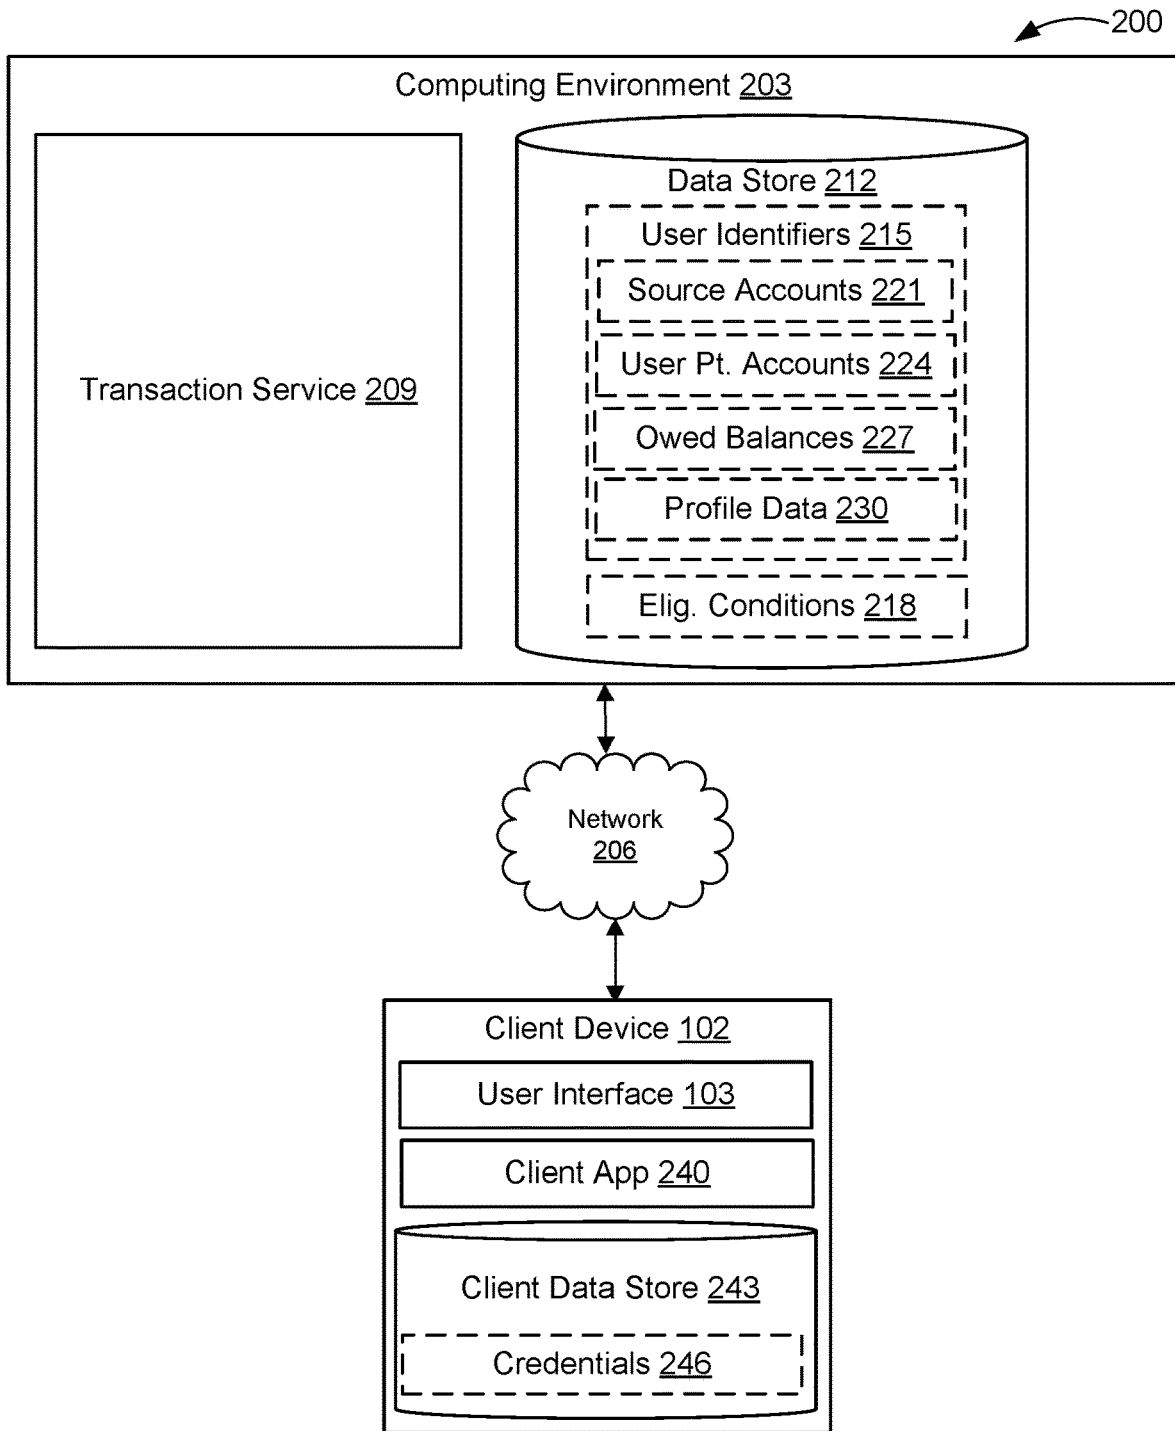 200
Computing Environment 203
Transaction Service 209
Data Store 212
User Identifiers 215
Source Accounts 221
User Pt. Accounts 224
Owed Balances 227
Profile Data 230
Elig. Conditions 218
Network
206
Client Device 102
User Interface 103
Client App 240
Client Data Store 243
Credentials 246